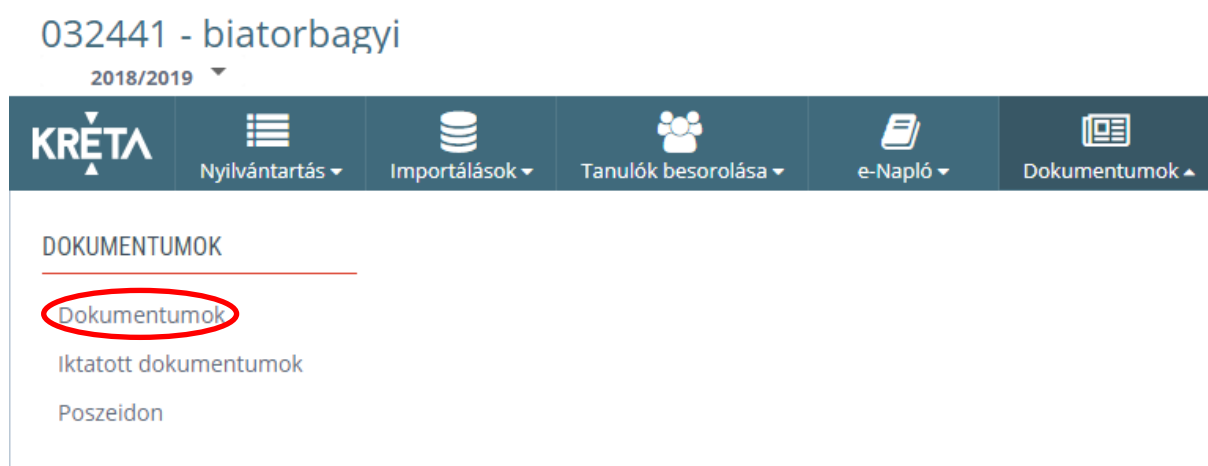 032441 - biatorbagyi
2018/2019
KRÉTA Nyilvántartás Importálások Tanulók besorolása e-Napló Dokumentumok
DOKUMENTUMOK
Dokumentumok
Iktatott dokumentumok
Poszeidon